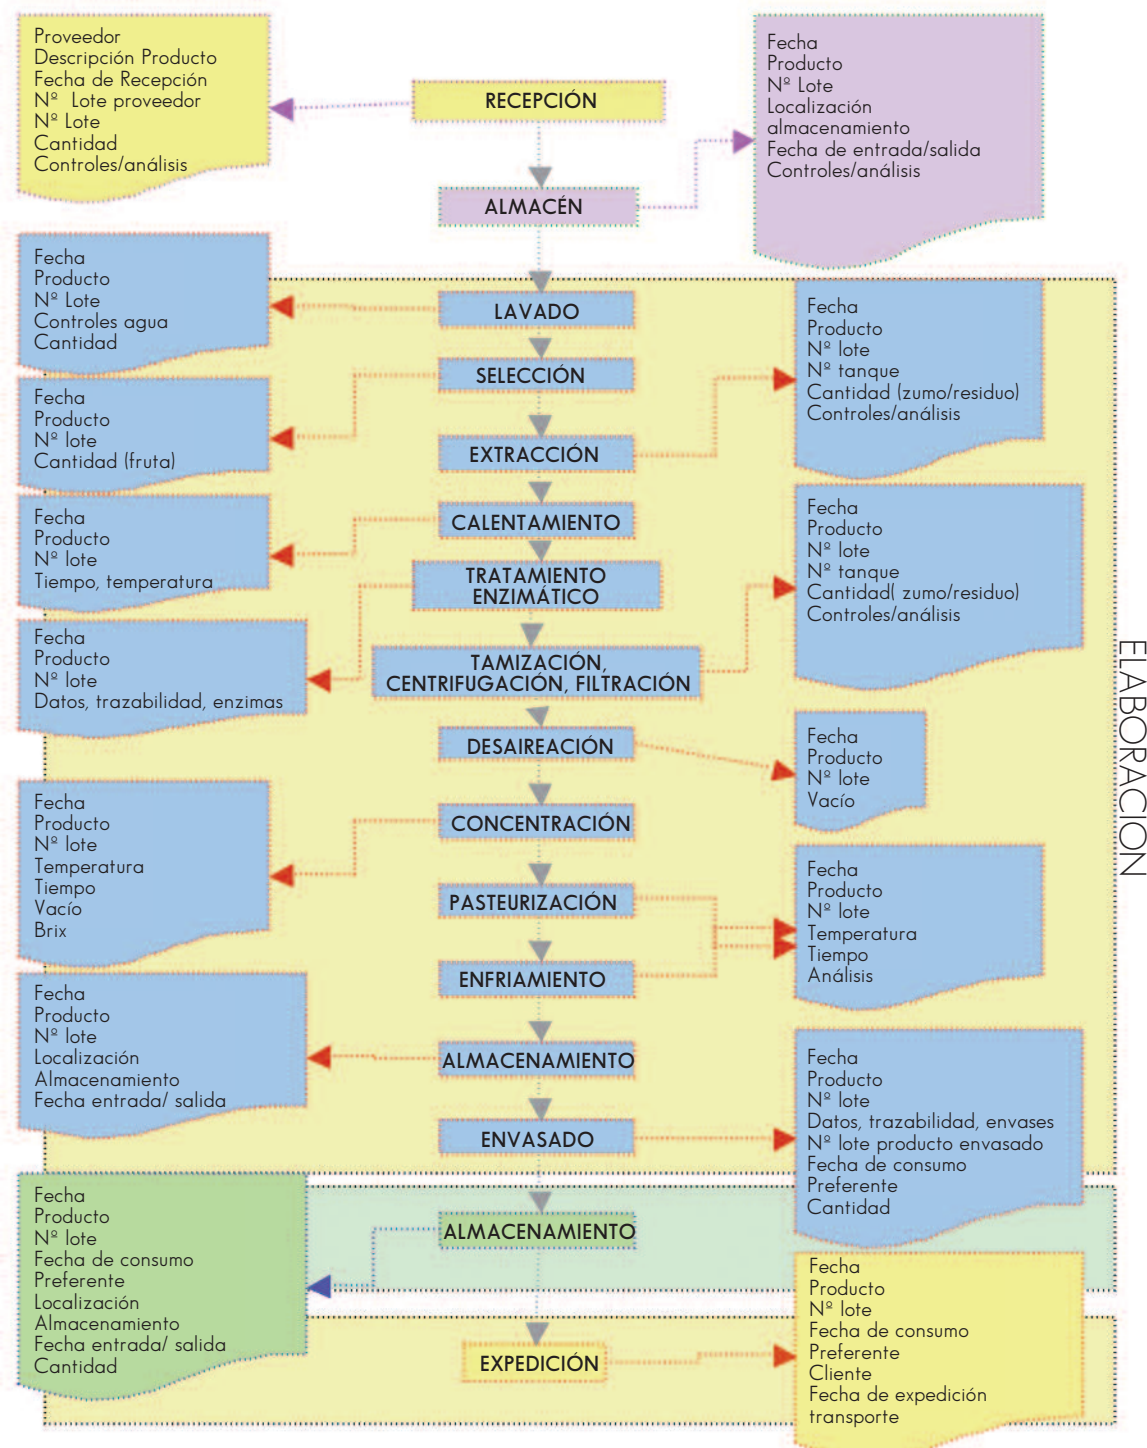 Proveedor
Descripción Producto
Fecha de Recepción
Nº Lote proveedor
Nº Lote
Cantidad
Controles/análisis
RECEPCIÓN
Fecha
Producto
Nº Lote
Localización
almacenamiento
Fecha de entrada/salida
Controles/análisis
ALMACÉN
Fecha
Producto
Nº Lote
Controles agua
Cantidad
LAVADO
Fecha
Producto
Nº lote
Nº tanque
Cantidad (zumo/residuo)
Controles/análisis
SELECCIÓN
Fecha
Producto
Nº lote
Cantidad (fruta)
EXTRACCIÓN
Fecha
Producto
Nº lote
Tiempo, temperatura
CALENTAMIENTO
Fecha
Producto
Nº lote
Nº tanque
Cantidad( zumo/residuo)
Controles/análisis
TRATAMIENTO
ENZIMÁTICO
Fecha
Producto
Nº lote
Datos, trazabilidad, enzimas
TAMIZACIÓN,
CENTRIFUGACIÓN, FILTRACIÓN
ELABORACION
DESAIREACIÓN
Fecha
Producto
Nº lote
Vacío
Fecha
Producto
Nº lote
Temperatura
Tiempo
Vacío
Brix
CONCENTRACIÓN
PASTEURIZACIÓN
Fecha
Producto
Nº lote
Temperatura
Tiempo
Análisis
ENFRIAMIENTO
Fecha
Producto
Nº lote
Localización
Almacenamiento
Fecha entrada/ salida
ALMACENAMIENTO
Fecha
Producto
Nº lote
Datos, trazabilidad, envases
Nº lote producto envasado
Fecha de consumo
Preferente
Cantidad
ENVASADO
Fecha
Producto
Nº lote
Fecha de consumo
Preferente
Localización
Almacenamiento
Fecha entrada/ salida
Cantidad
ALMACENAMIENTO
Fecha
Producto
Nº lote
Fecha de consumo
Preferente
Cliente
Fecha de expedición
transporte
EXPEDICIÓN